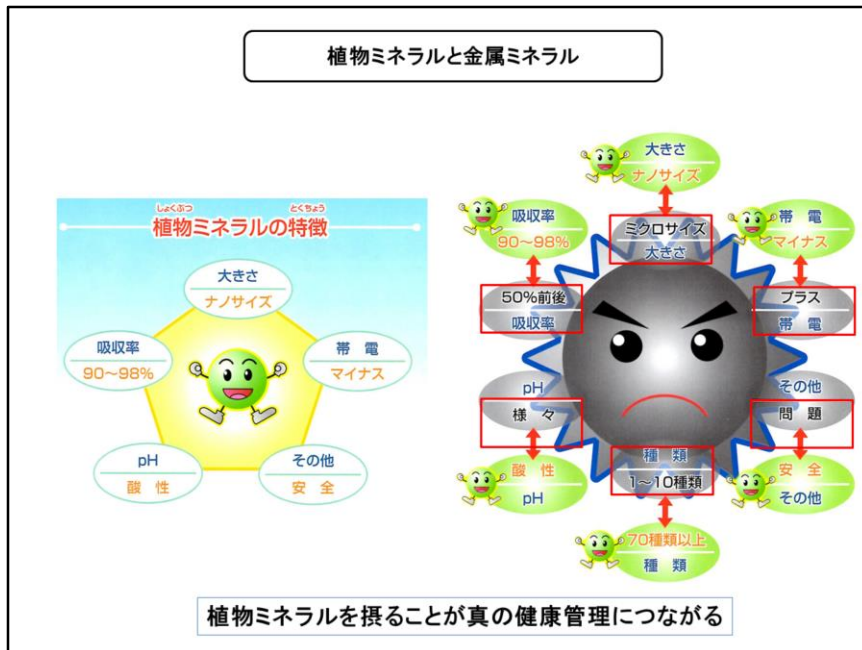 植物ミネラルと金属ミネラル
しょくぶつ とくちょう
植物ミネラルの特徴
大きさ
ナノサイズ
吸収率
90～98%
帯 電
マイナス
pH
酸 性
その他
安 全
大きさ
ナノサイズ
ミクロサイズ
大きさ
吸収率
90～98%
50%前後
吸収率
帯 電
マイナス
プラス
帯 電
pH
様 々
酸 性
pH
その他
問 題
安 全
その他
種 類
1～10種類
70種類以上
種 類
植物ミネラルを摂ることが真の健康管理につながる